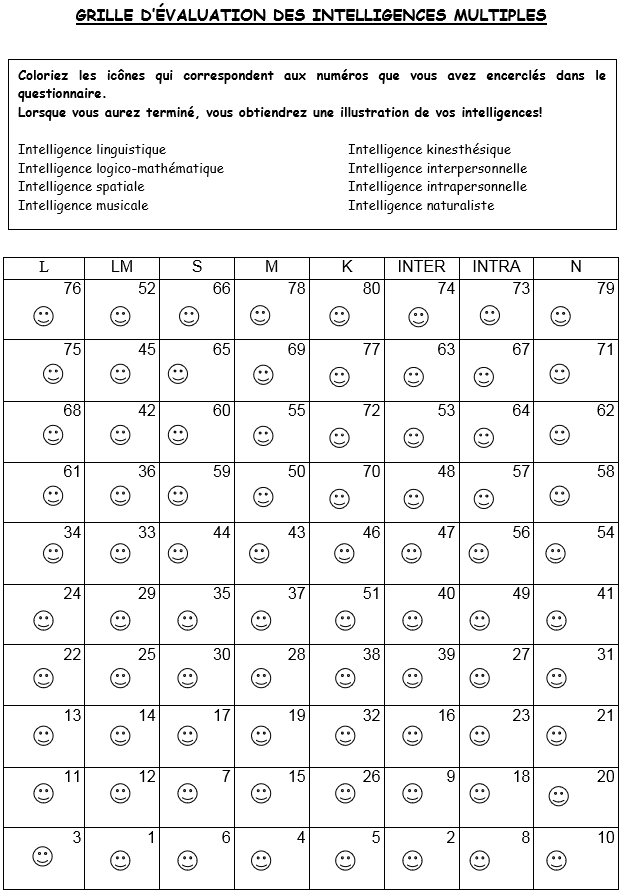 GRILLE D'ÉVALUATION DES INTELLIGENCES MULTIPLES
Coloriez les icônes qui correspondent aux numéros que vous avez encerclés dans le
questionnaire.
Lorsque vous aurez terminé, vous obtiendrez une illustration de vos intelligences!
Intelligence linguistique Intelligence kinesthésique
Intelligence logico-mathématique Intelligence interpersonnelle
Intelligence spatiale Intelligence intrapersonnelle
Intelligence musicale Intelligence naturaliste
L LM S M K INTER INTRA N
76 52 66 78 80 74 73 79
75 45 65 69 77 63 67 71
68 42 60 55 72 53 64 62
61 36 59 50 70 48 57 58
34 33 44 43 46 47 56 54
24 29 35 37 51 40 49 41
22 25 30 28 38 39 27 31
13 14 17 19 32 16 23 21
11 12 7 15 26 9 18 20
3 1 6 4 5 2 8 10